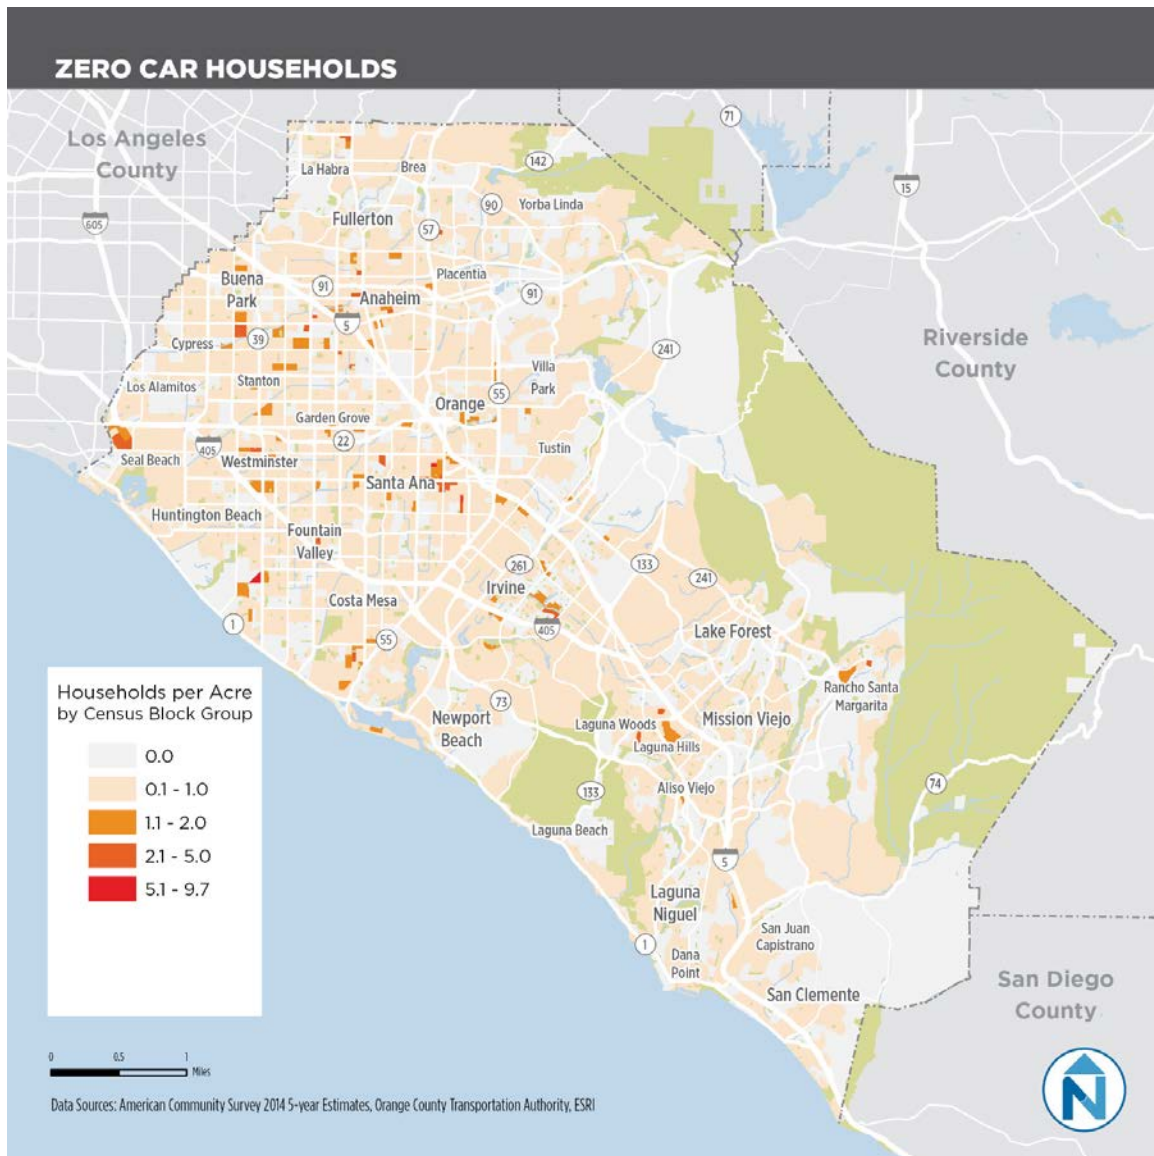 ZERO CAR HOUSEHOLDS
71
Los Angeles
County
142
La Habra
Brea
15
90
Yorba Linda
605
Fullerton
57
Buena
Park
91
Placentia
Anaheim
91
5
Cypress
39
241
Riverside
County
Villa
Park
Los Alamitos
Stanton
55
Orange
Garden Grove
22
405
Tustin
Seal Beach
Westminster
Santa Ana
Huntington Beach
Fountain
Valley
261
133
241
Irvine
Costa Mesa
1
405
55
Lake Forest
Rancho Santa
Margarita
73
Newport
Beach
Laguna Woods
Mission Viejo
Laguna Hills
133
Aliso Viejo
74
Laguna Beach
5
Laguna
Niguel
San Juan
Capistrano
1
Dana
Point
San Clemente
San Diego
County
Households per Acre
by Census Block Group
0.0
0.1 - 1.0
1.1 - 2.0
2.1 - 5.0
5.1 - 9.7
0 0.5 1
Miles
N
Data Sources: American Community Survey 2014 5-year Estimates, Orange County Transportation Authority, ESRI